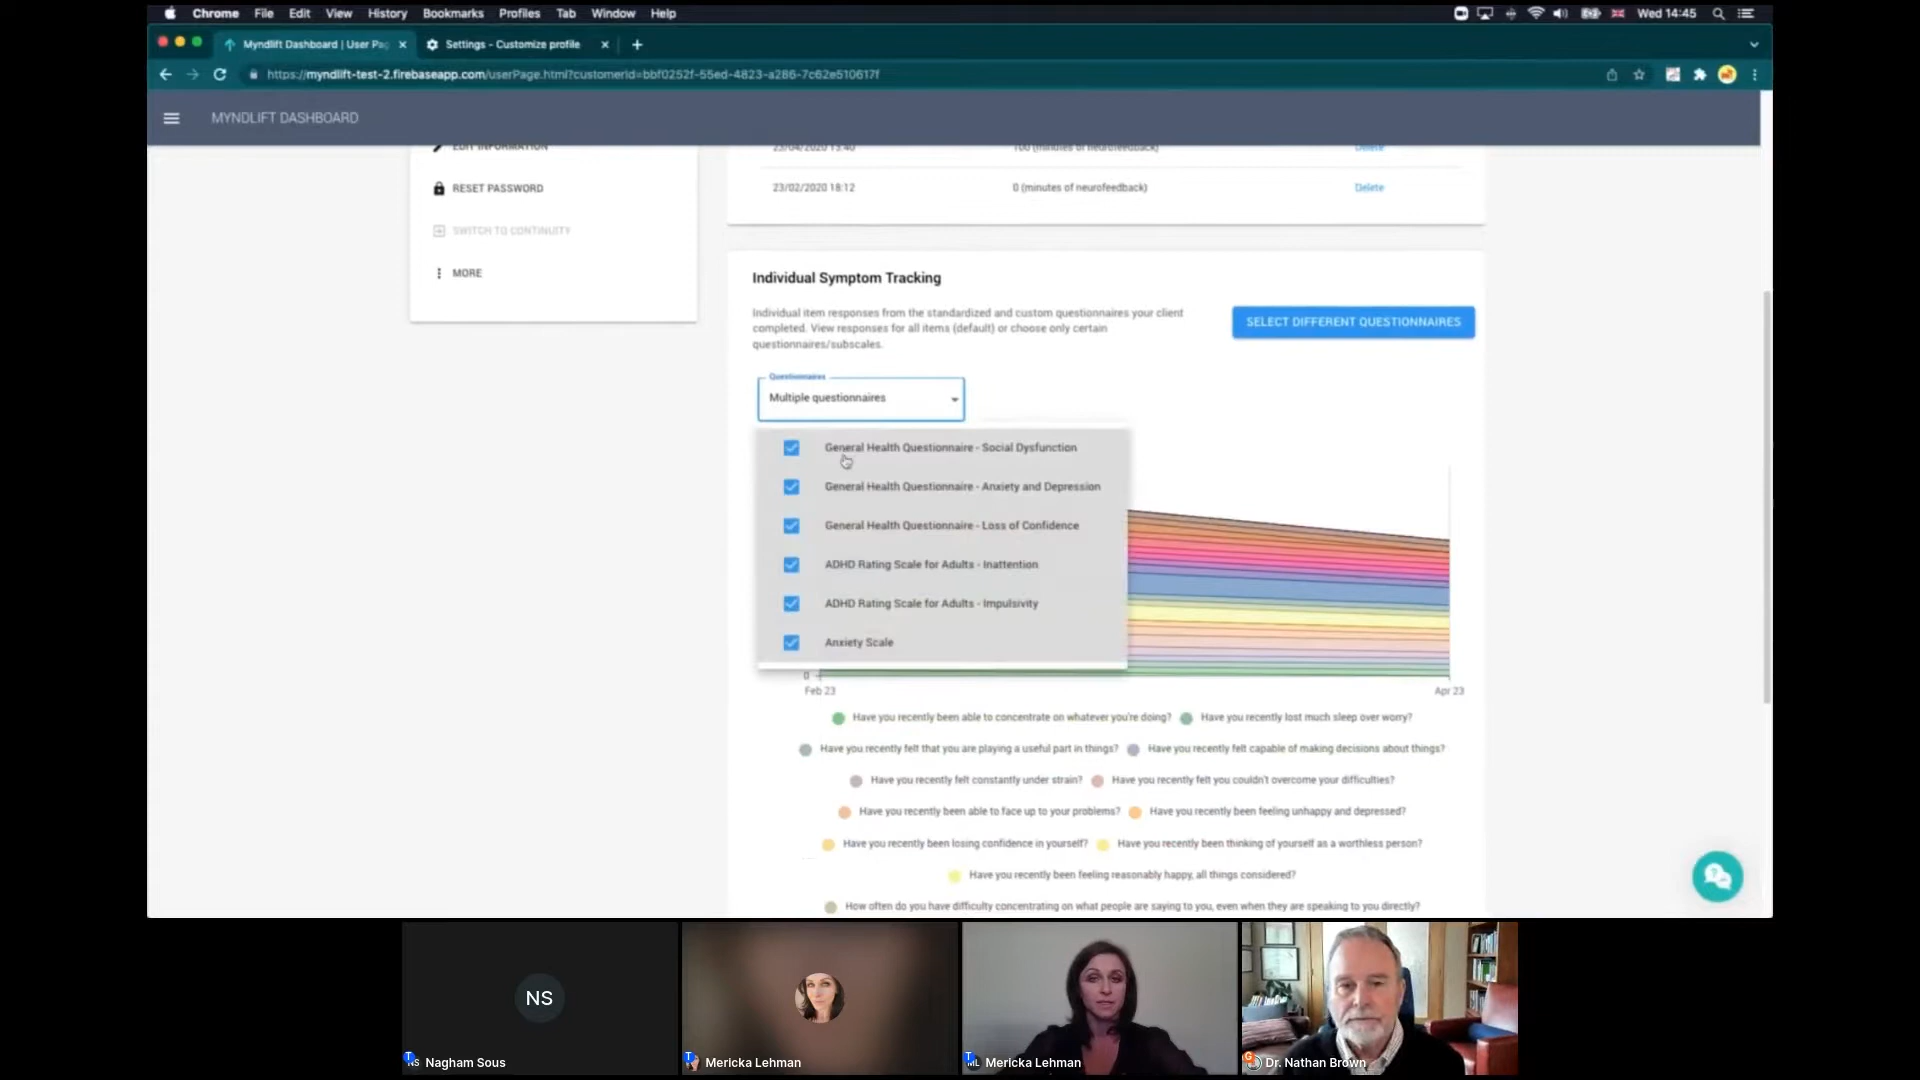 Chrome File Edit View History Bookmarks Profiles Tab Window Help Wed 14:45
Myndlift Dashboard | User Pag Settings - Customize profile
https://myndlift-test-2.firebaseapp.com/userPage.html?customerId=bbf0252f-55ed-4823-a286-7c62e510617f
MYNDLIFT DASHBOARD
EDIT INFORMATION
RESET PASSWORD
SWITCH TO CONTINUITY
MORE
23/04/2020 13:40 100 (minutes of neurofeedback) Delete
23/02/2020 18:12 0 (minutes of neurofeedback) Delete
Individual Symptom Tracking
Individual item responses from the standardized and custom questionnaires your client
completed. View responses for all items (default) or choose only certain
questionnaires/subscales.
SELECT DIFFERENT QUESTIONNAIRES
Questionnaires
Multiple questionnaires
General Health Questionnaire - Social Dysfunction
General Health Questionnaire - Anxiety and Depression
General Health Questionnaire - Loss of Confidence
ADHD Rating Scale for Adults - Inattention
ADHD Rating Scale for Adults - Impulsivity
Anxiety Scale
0
Feb 23 Apr 23
Have you recently been able to concentrate on whatever you're doing? Have you recently lost much sleep over worry?
Have you recently felt that you are playing a useful part in things? Have you recently felt capable of making decisions about things?
Have you recently felt constantly under strain? Have you recently felt you couldn't overcome your difficulties?
Have you recently been able to face up to your problems? Have you recently been feeling unhappy and depressed?
Have you recently been losing confidence in yourself? Have you recently been thinking of yourself as a worthless person?
Have you recently been feeling reasonably happy, all things considered?
How often do you have difficulty concentrating on what people are saying to you, even when they are speaking to you directly?
NS
Nagham Sous
Mericka Lehman
Mericka Lehman
Dr. Nathan Brown